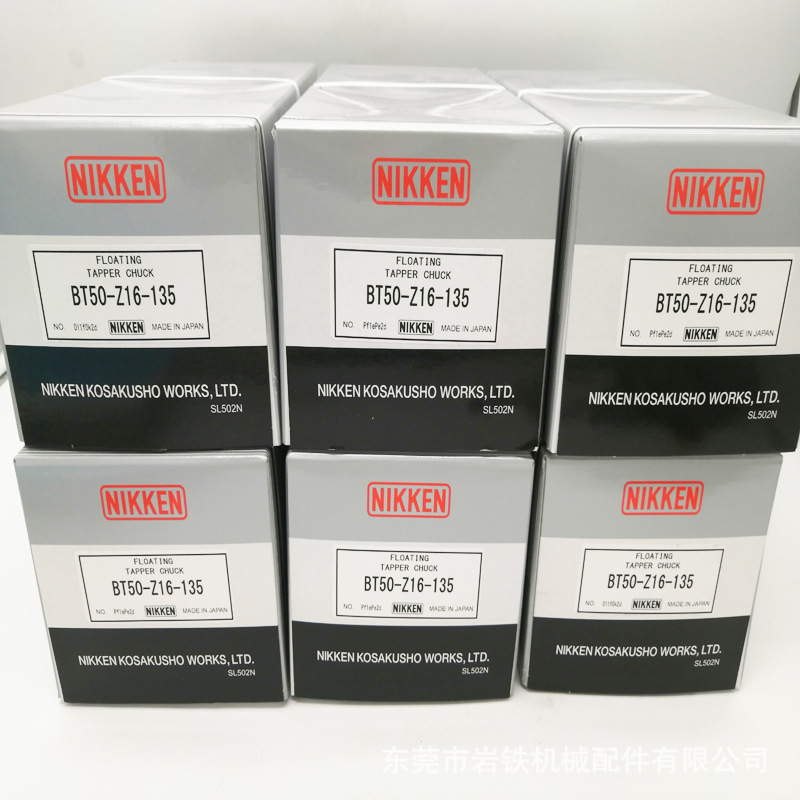 NIKKEN
FLOATING
TAPPER CHUCK
BT50-Z16-135
NO. 011fOk2d NIKKEN MADE IN JAPAN
NIKKEN KOSAKUSHO WORKS, LTD.
SL502N
NIKKEN
FLOATING
TAPPER CHUCK
BT50-Z16-135
NO. Pf1ePe2d NIKKEN MADE IN JAPAN
NIKKEN KOSAKUSHO WORKS, LTD.
SL502N
NIKKEN
FLOATING
TAPPER CHUCK
BT50-Z16-135
NO. Pf1ePe2d NIKKEN MADE IN JAPAN
NIKKEN KOSAKUSHO WORKS, LTD.
SL502N
NIKKEN
FLOATING
TAPPER CHUCK
BT50-Z16-135
NO. Pf1ePe2d NIKKEN MADE IN JAPAN
NIKKEN KOSAKUSHO WORKS, LTD.
SL502N
NIKKEN
FLOATING
TAPPER CHUCK
BT50-Z16-135
NO. Pf1ePe2d NIKKEN MADE IN JAPAN
NIKKEN KOSAKUSHO WORKS, LTD.
SL502N
NIKKEN
FLOATING
TAPPER CHUCK
BT50-Z16-135
NO. 011fOk2d NIKKEN MADE IN JAPAN
NIKKEN KOSAKUSHO WORKS, LTD.
SL502N
东莞市岩铁机械配件有限公司